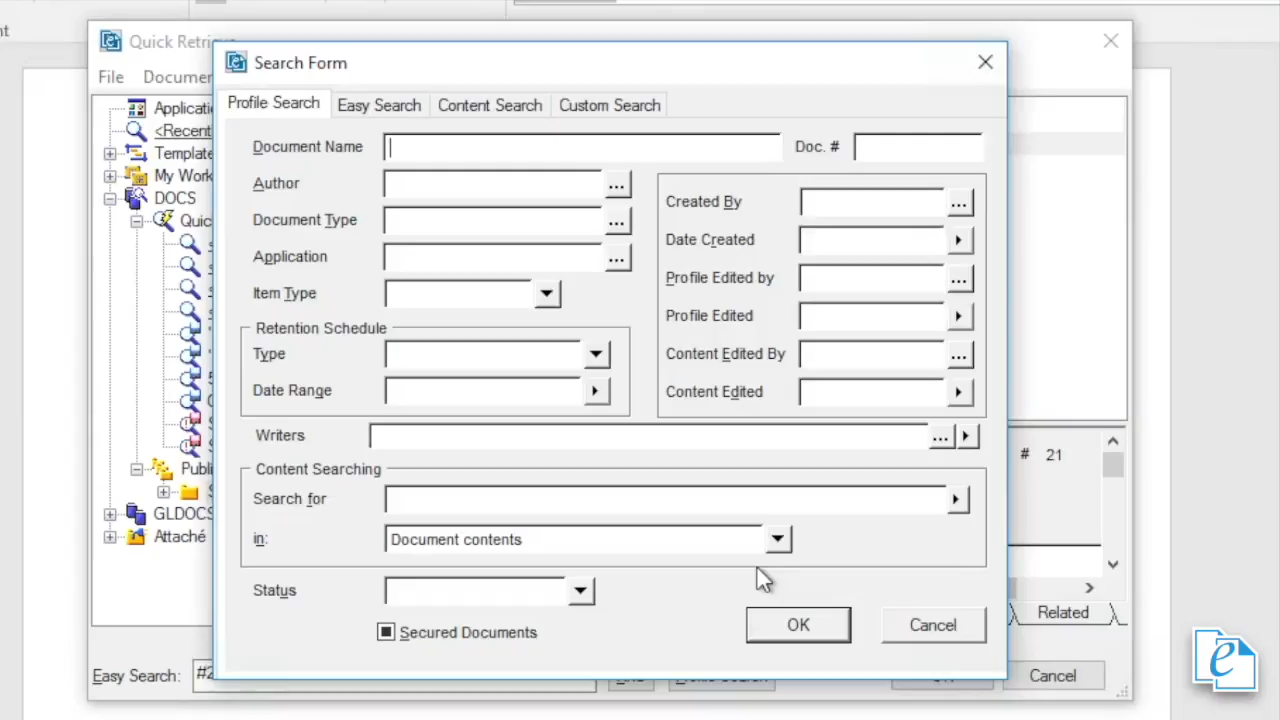 Quick Retrie
Search Form
File Documen
Profile Search Easy Search Content Search Custom Search
Document Name Doc. #
Author
Document Type
Application
Item Type
Retention Schedule
Type
Date Range
Created By
Date Created
Profile Edited by
Profile Edited
Content Edited By
Content Edited
Writers
Content Searching
Search for
in: Document contents
Status
Secured Documents
OK Cancel
Applicati
<Recent
Template
My Work
DOCS
Quic
Publi
GLDOCS
Attaché
# 21
Related
Easy Search: #2
Cancel